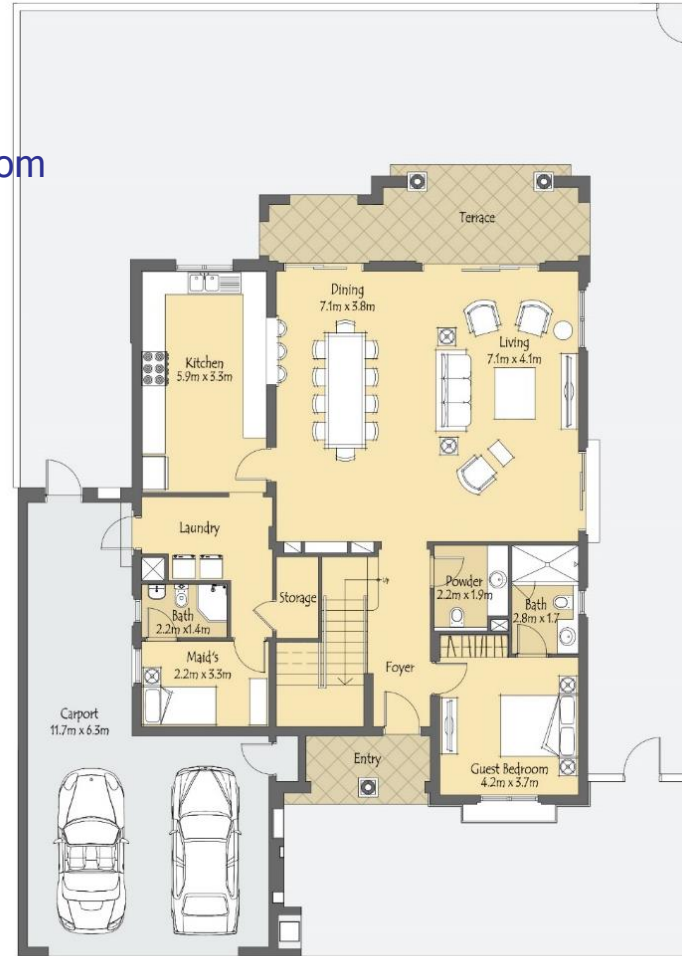 om
Terrace
Dining
7.1m x 3.8m
Living
7.1m x 4.1m
Kitchen
5.9m x 3.3m
Laundry
Storage
Powder
2.2m x 1.9m
Bath
2.2m x1.4m
Bath
2.8m x 1.7
Maid's
2.2m x 3.3m
Foyer
Carport
11.7m x 6.3m
Entry
Guest Bedroom
4.2m x 3.7m